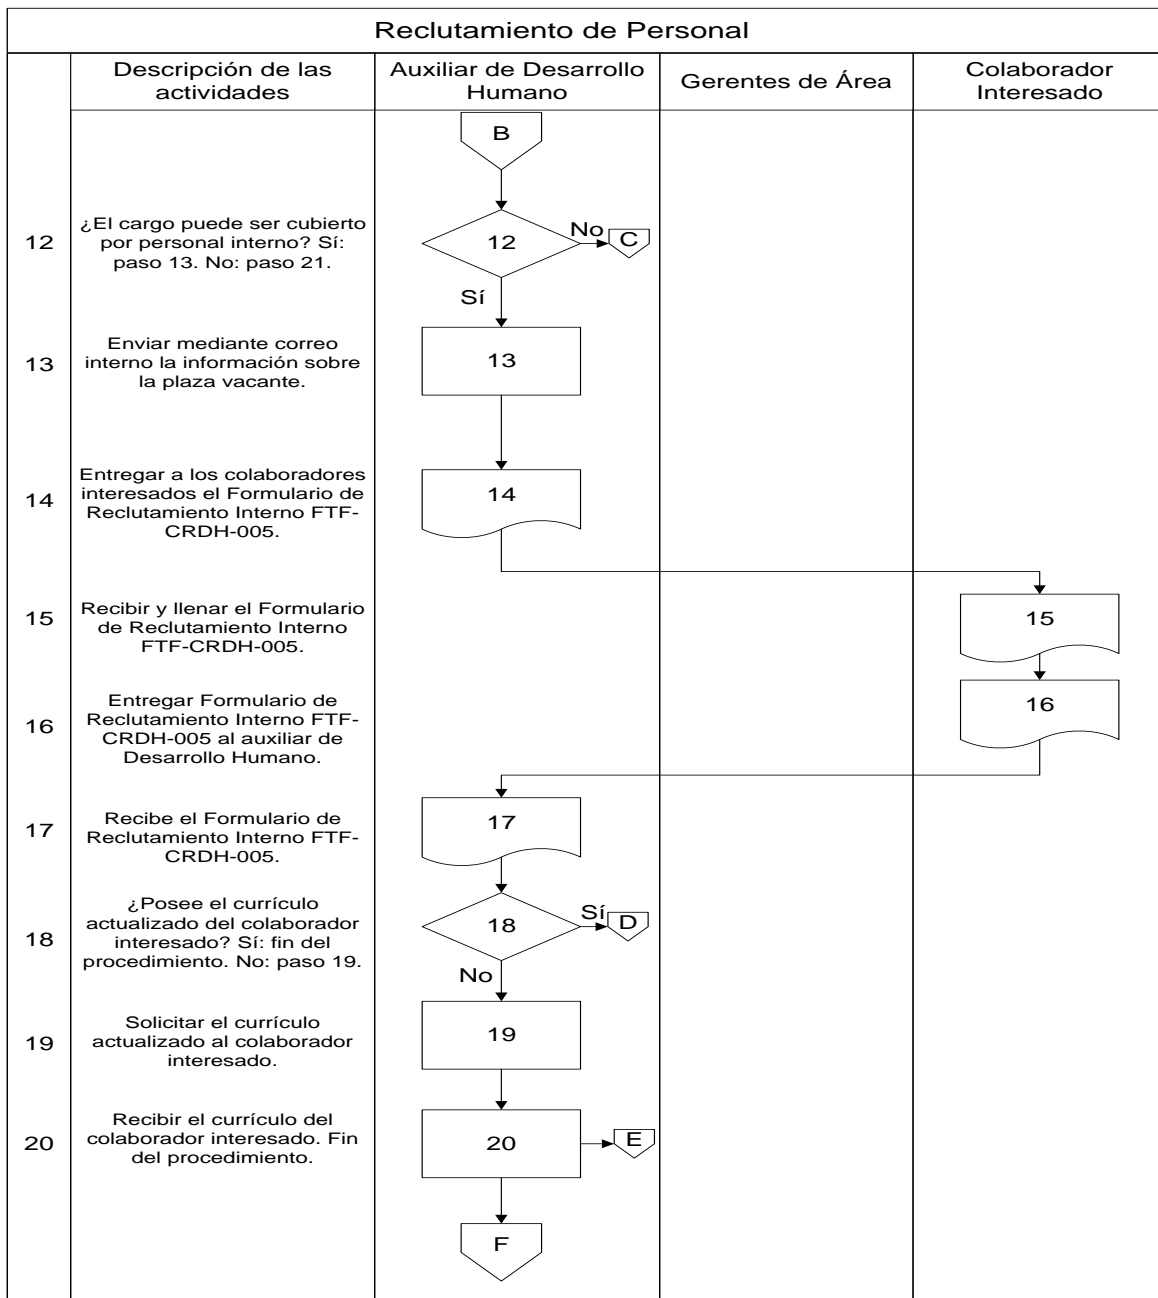 Reclutamiento de Personal
Descripción de las
actividades
Auxiliar de Desarrollo
Humano
Gerentes de Área
Colaborador
Interesado
B
12
¿El cargo puede ser cubierto
por personal interno? Sí:
paso 13. No: paso 21.
12
No
C
Sí
13
Enviar mediante correo
interno la información sobre
la plaza vacante.
13
14
Entregar a los colaboradores
interesados el Formulario de
Reclutamiento Interno FTF-
CRDH-005.
14
15
Recibir y llenar el Formulario
de Reclutamiento Interno
FTF-CRDH-005.
15
16
Entregar Formulario de
Reclutamiento Interno FTF-
CRDH-005 al auxiliar de
Desarrollo Humano.
16
17
Recibe el Formulario de
Reclutamiento Interno FTF-
CRDH-005.
17
18
¿Posee el currículo
actualizado del colaborador
interesado? Sí: fin del
procedimiento. No: paso 19.
18
Sí
D
No
19
Solicitar el currículo
actualizado al colaborador
interesado.
19
20
Recibir el currículo del
colaborador interesado. Fin
del procedimiento.
20
E
F